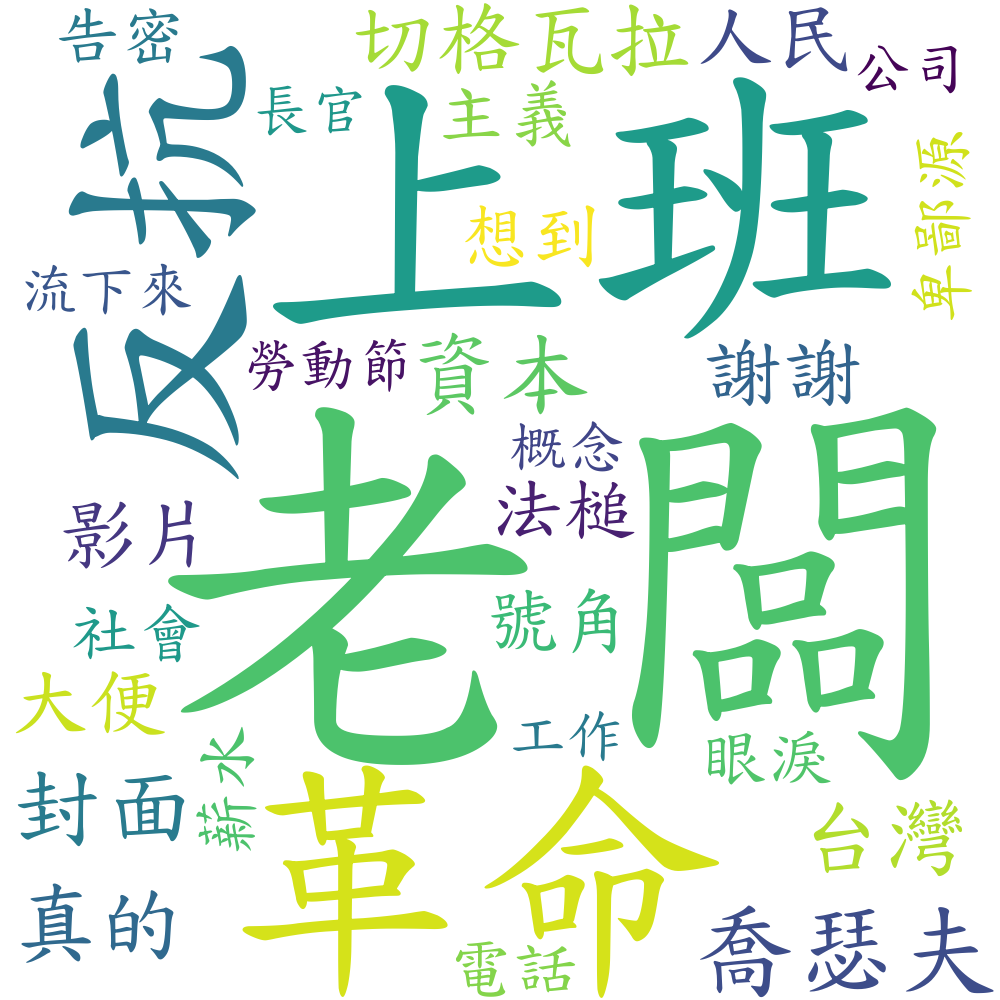 告密
切格瓦拉
人民
公司
反抗
長官
主義
上班
卑鄙源
想到
流下來
勞動節
資本
謝謝
老闆
概念
法槌
影片
社會
號角
大便
工作
眼淚
薪水
封面
革命
台灣
真的
電話
喬瑟夫